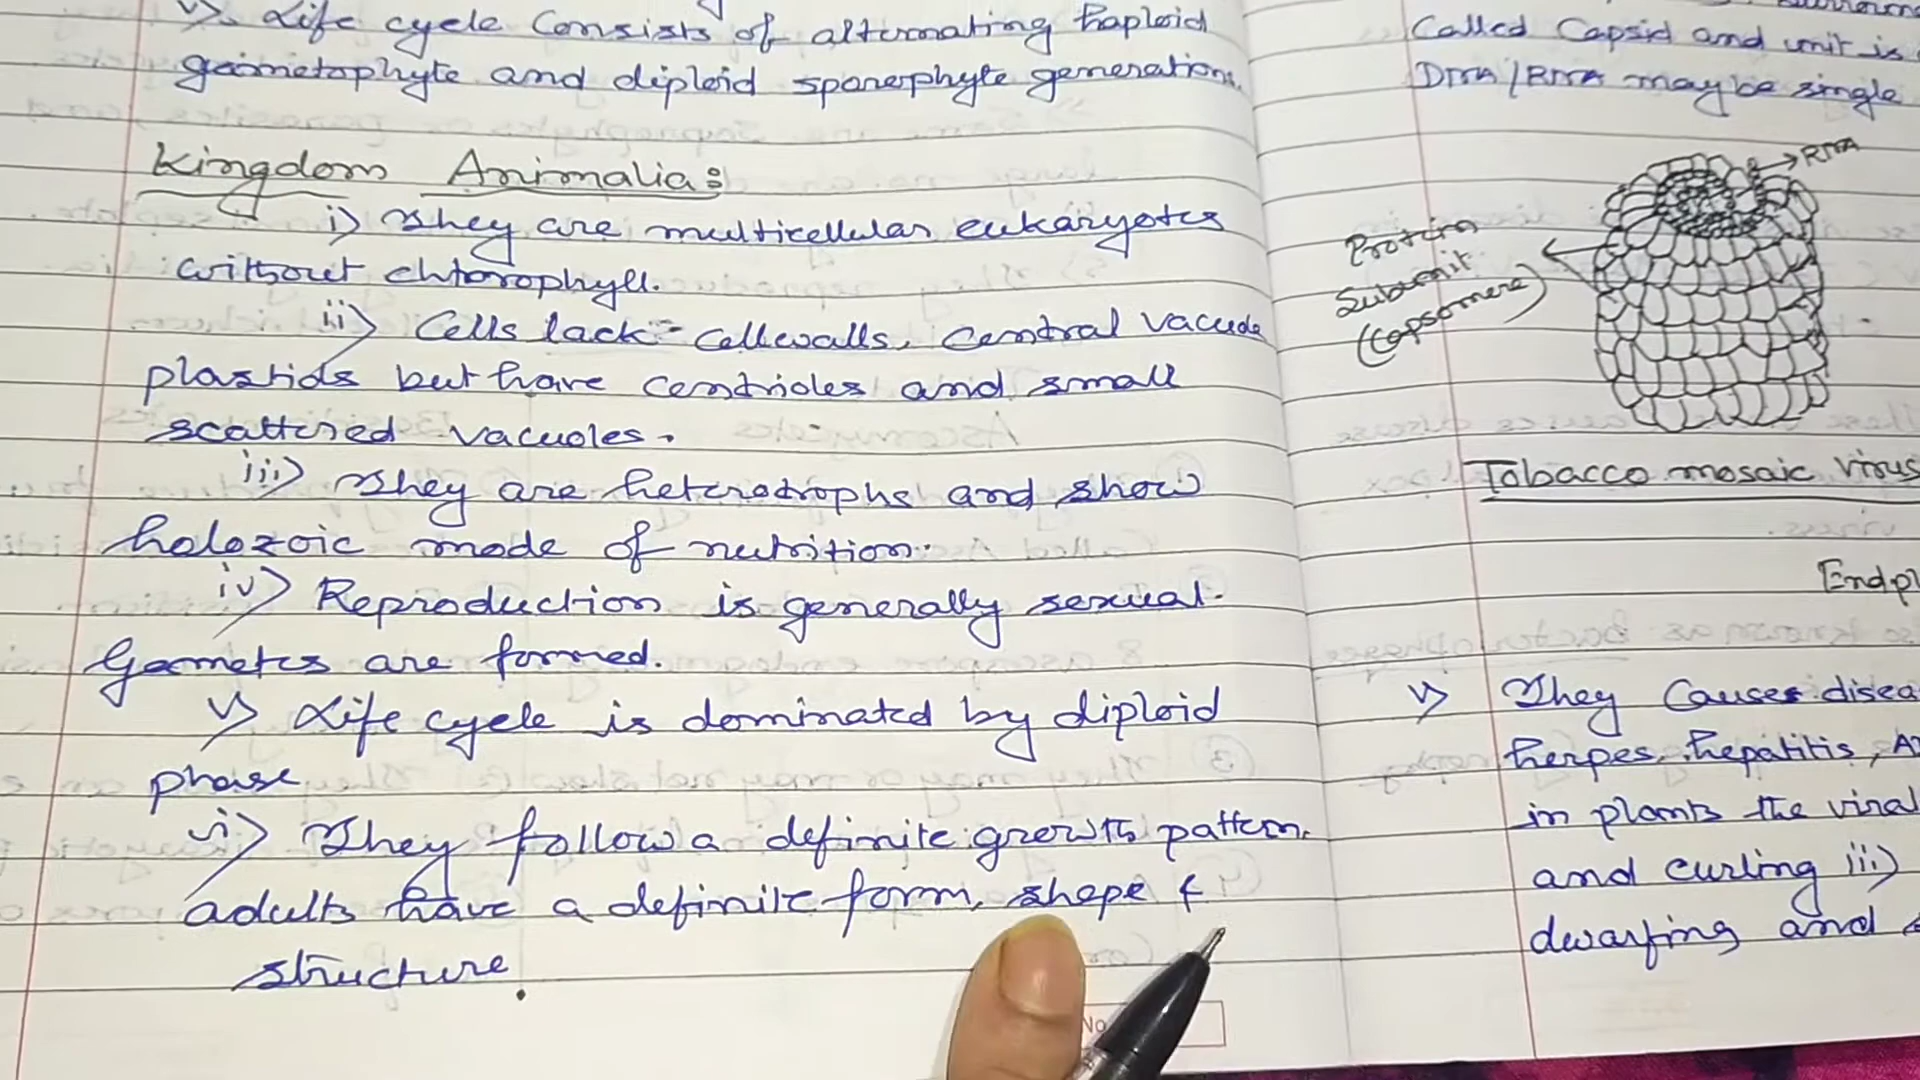 v) Life cycle consists of alternating haploid
gametophyte and diploid sporophyte generation.
Kingdom Animalia:
i) They are multicellular eukaryotes
without chlorophyll.
ii) Cells lack - cellwalls, central vacuole
plastids but have centrioles and small
scattered vacuoles.
iii) They are heterotrophs and show
holozoic mode of nutrition.
iv) Reproduction is generally sexual.
Gametes are formed.
v) Life cycle is dominated by diploid
phase
vi) They follow a definite growth pattern.
adults have a definite form, shape &
structure.
No
Called Capsid and unit is
DNA/RNA may be single
RNA
Protein
Subunit
(Capsomere)
Tobacco mosaic virus
v) They Causes
herpes, hepatitis,
in plants the viral
and curling iii)
dwarfing and